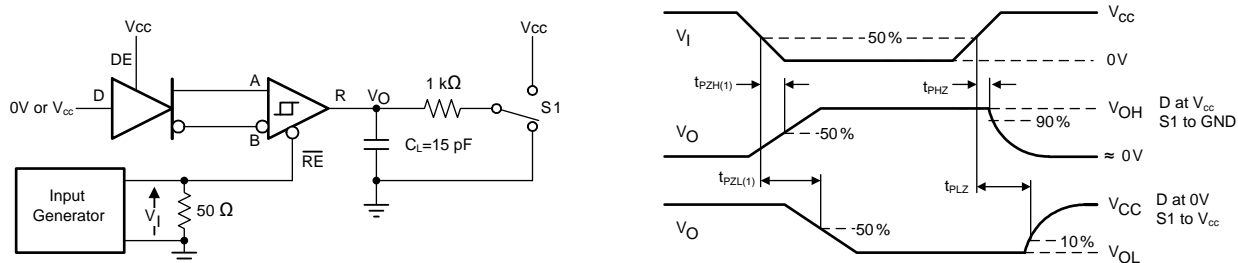 Vcc
DE
D
0V or Vcc
A
B
R
RE
VO
1 kΩ
CL=15 pF
Vcc
S1
Input
Generator
VI
50 Ω
VI
50%
Vcc
0V
tPZH(1)
tPHZ
VO
50%
90%
VOH
≈ 0V
D at Vcc
S1 to GND
tPZL(1)
tPLZ
VO
50%
10%
VCC
VOL
D at 0V
S1 to Vcc